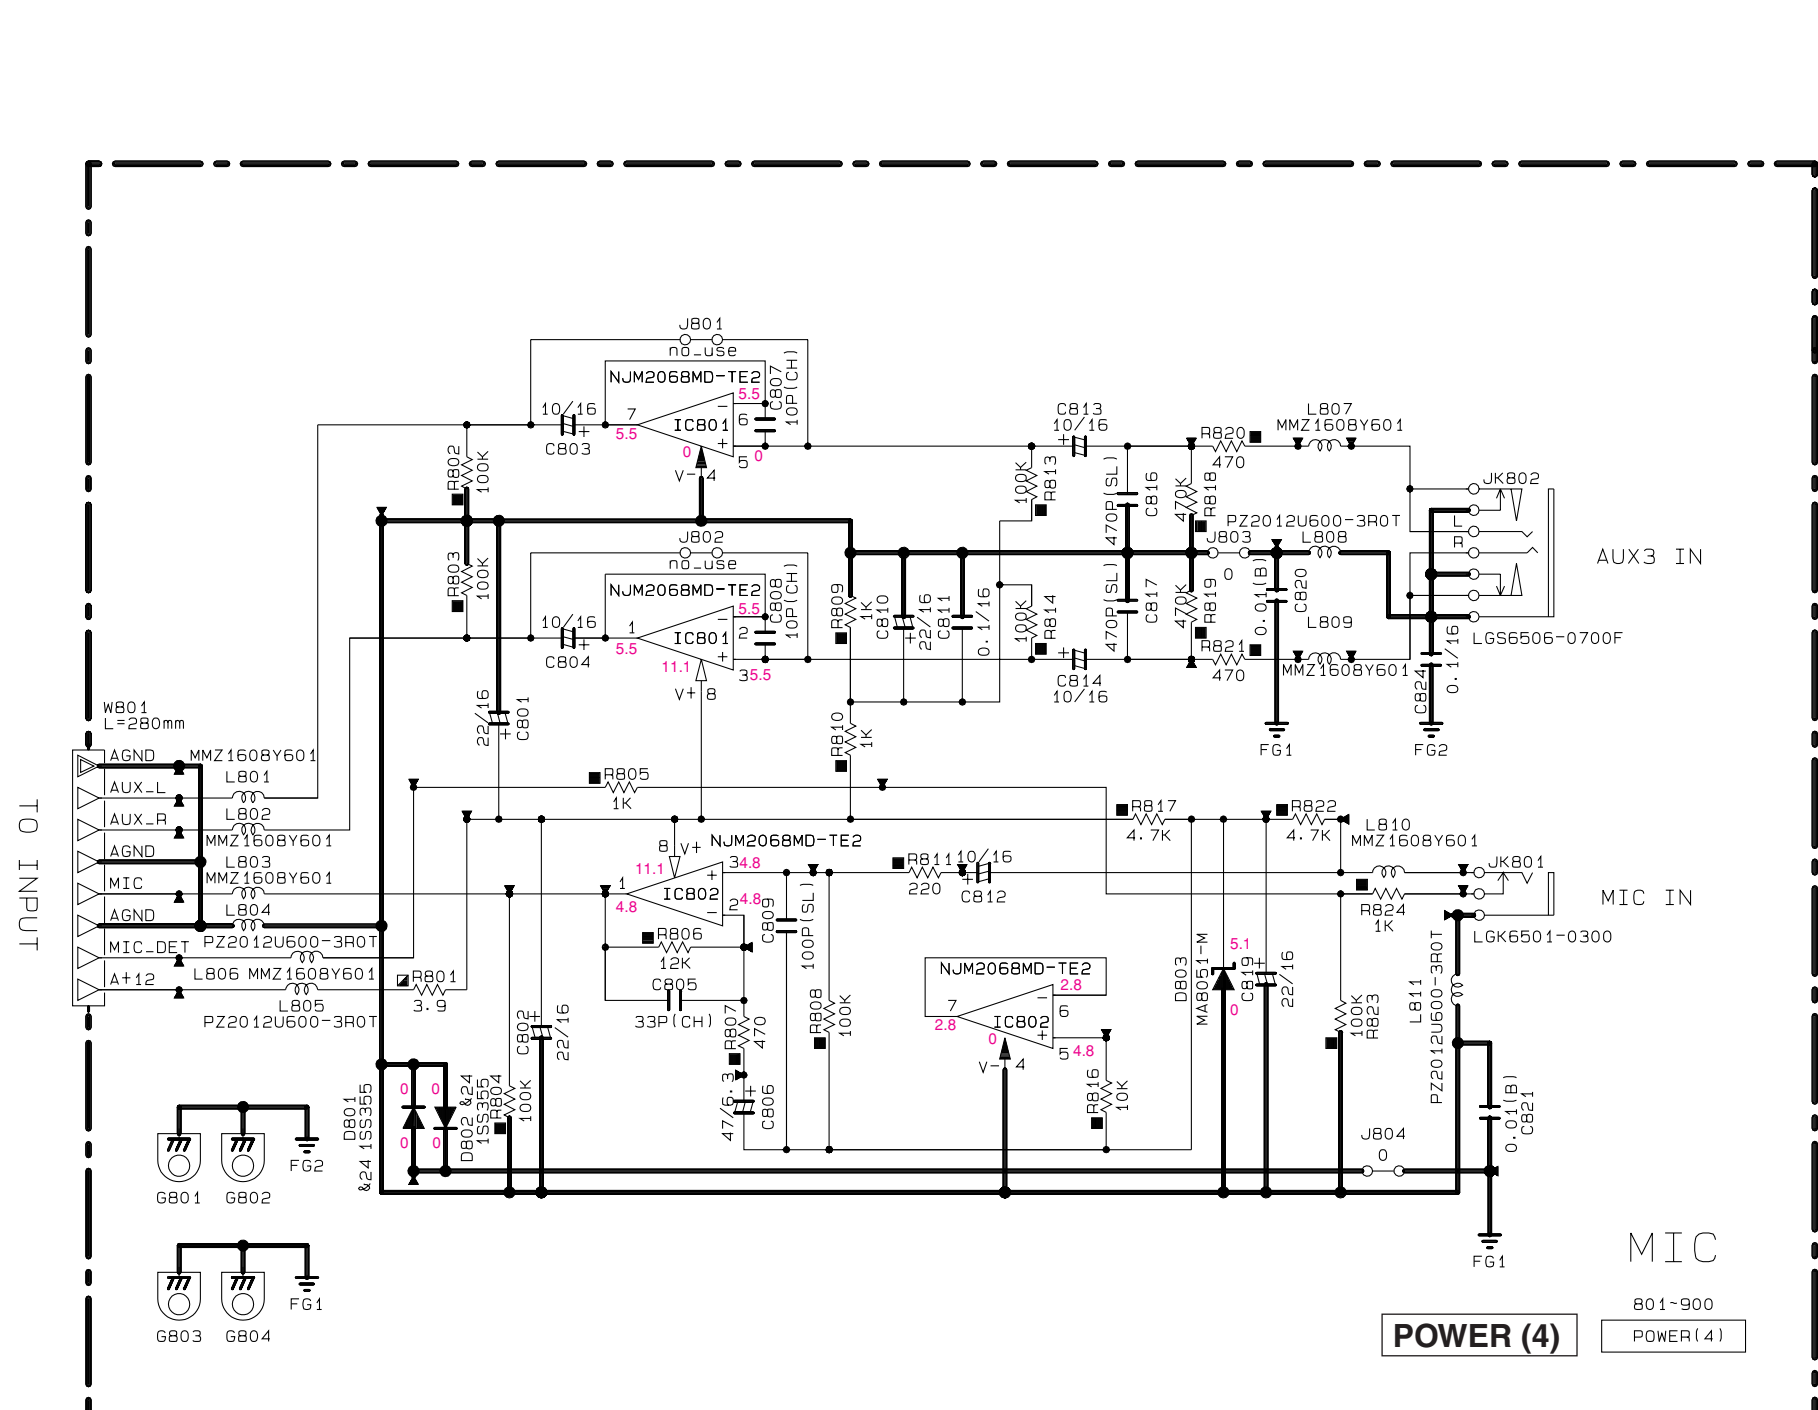 J801
no_use
NJM2068MD-TE2
5.5
C807
10P(CH)
10/16
7
IC801
6
5.5
C803
0
5
0
V-
4
R802
100K
C813
10/16
L807
MMZ1608Y601
R820
470
100K
R813
470P(SL)
C816
470K
R818
JK802
PZ2012U600-3R0T
J803
L808
0
L
R
AUX3 IN
J802
no_use
NJM2068MD-TE2
5.5
C808
10P(CH)
R803
100K
10/16
1
IC801
2
5.5
C804
11.1
3
5.5
V+
8
R809
1K
C810
22/16
C811
0.1/16
100K
R814
470P(SL)
C817
470K
R819
0.01(B)
C820
L809
MMZ1608Y601
R821
470
C814
10/16
LGS6506-0700F
C824
0.1/16
FG1
FG2
22/16
C801
R810
1K
W801
L=280mm
TO INPUT
AGND
MMZ1608Y601
L801
AUX_L
L802
AUX_R
MMZ1608Y601
AGND
L803
MMZ1608Y601
MIC
L804
AGND
PZ2012U600-3R0T
MIC_DET
L806
MMZ1608Y601
A+12
L805
PZ2012U600-3R0T
R801
3.9
R805
1K
R817
4.7K
R822
4.7K
L810
MMZ1608Y601
NJM2068MD-TE2
8
V+
3
4.8
11.1
1
IC802
4.8
4.8
2
R811
220
10/16
C812
C809
100P(SL)
R806
12K
C805
33P(CH)
R807
470
R808
100K
JK801
MIC IN
R824
1K
LGK6501-0300
NJM2068MD-TE2
2.8
7
6
2.8
IC802
0
5
4.8
V-
4
R816
10K
D803
MA8051-M
5.1
0
C819
22/16
100K
R823
L811
PZ2012U600-3R0T
C802
22/16
47/6.3
C806
0
0
0
0
D801
&24 1SS355
D802 &24
1SS355
R804
100K
J804
0
0.01(B)
C821
FG1
FG2
G801
G802
FG1
G803
G804
MIC
801~900
POWER (4)
POWER(4)